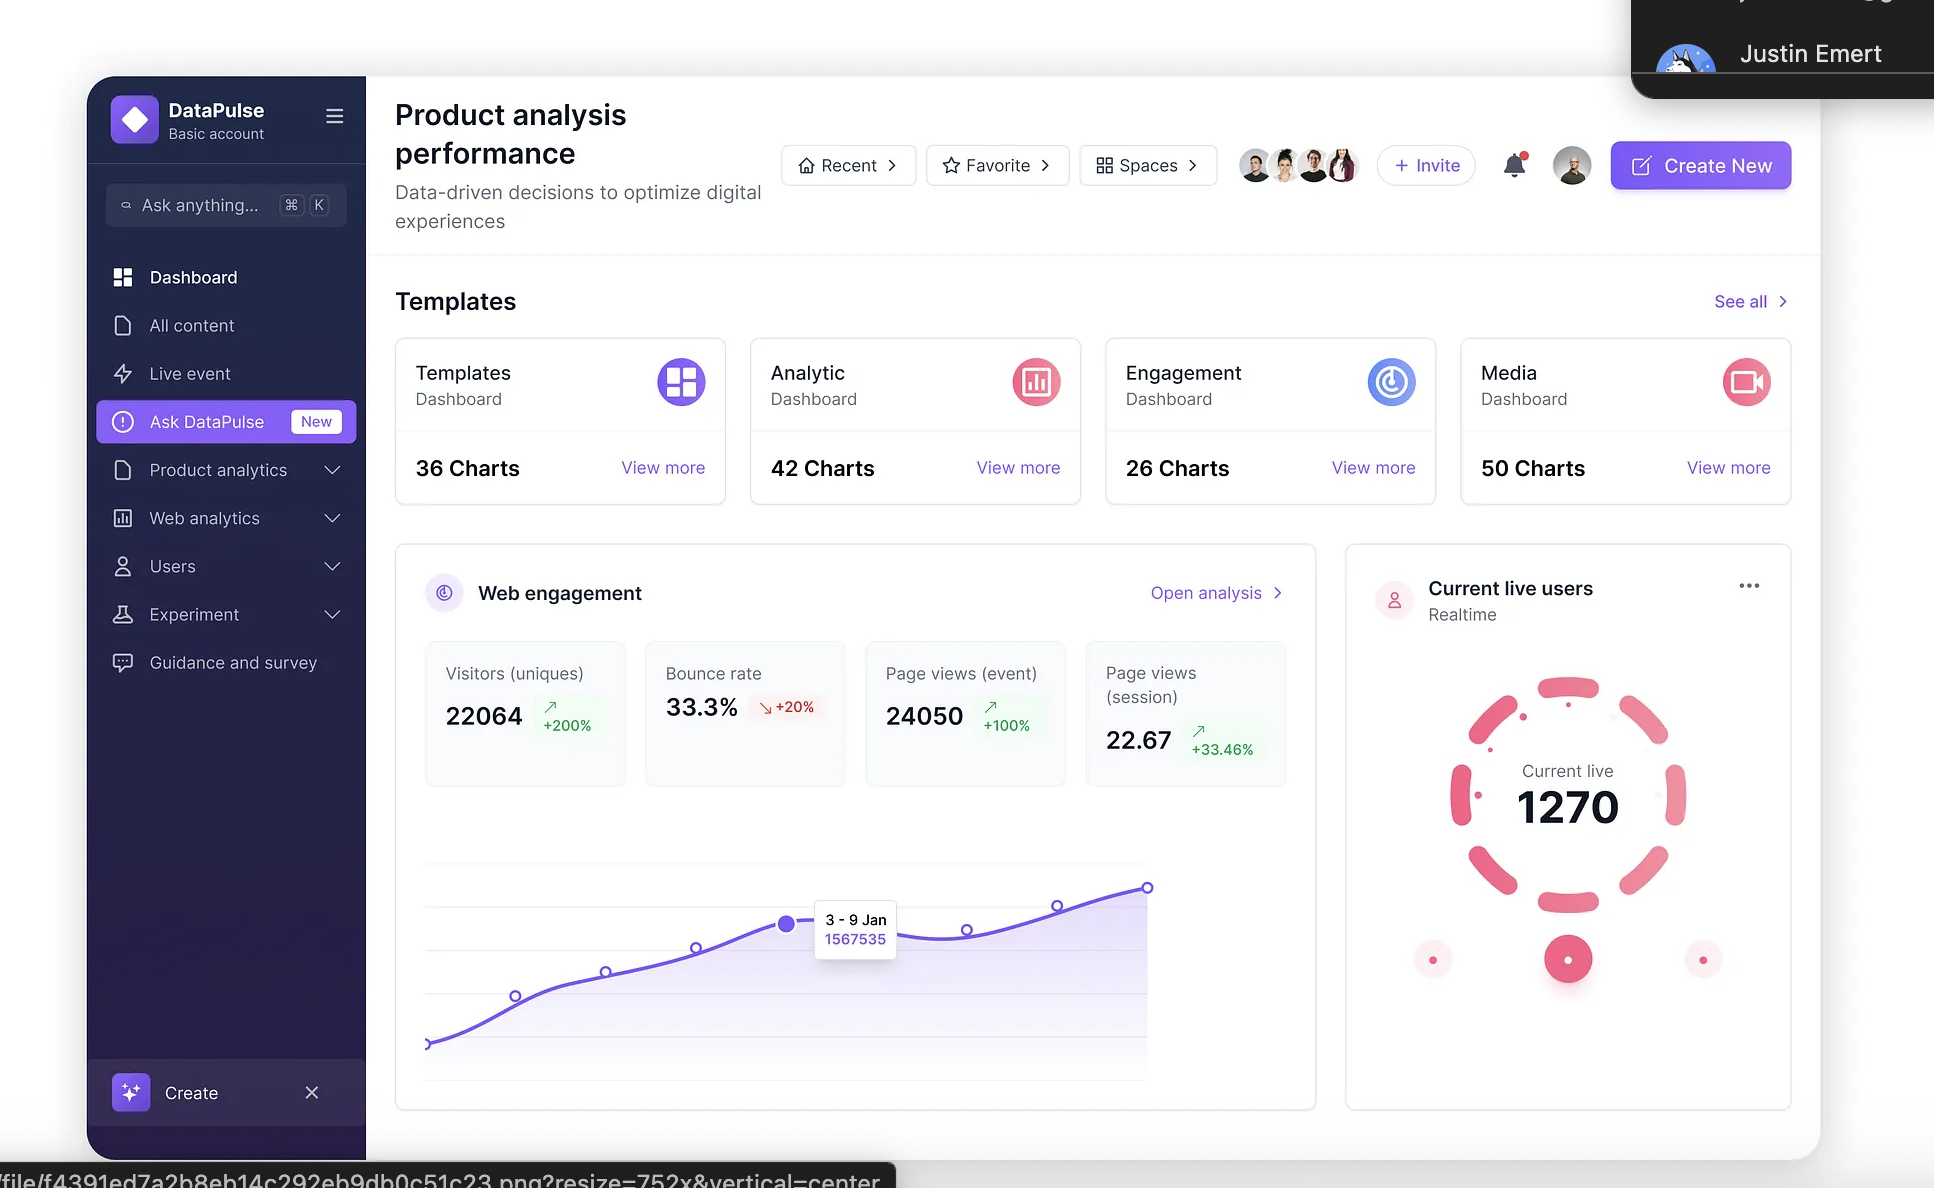 Justin Emert
DataPulse
Basic account
Ask anything... ⌘ K
Dashboard
All content
Live event
Ask DataPulse New
Product analytics
Web analytics
Users
Experiment
Guidance and survey
Create
Product analysis
performance
Data-driven decisions to optimize digital
experiences
Recent
Favorite
Spaces
+ Invite
Create New
Templates
See all
Templates
Dashboard
36 Charts View more
Analytic
Dashboard
42 Charts View more
Engagement
Dashboard
26 Charts View more
Media
Dashboard
50 Charts View more
Web engagement
Open analysis
Visitors (uniques)
22064 +200%
Bounce rate
33.3% +20%
Page views (event)
24050 +100%
Page views
(session)
22.67 +33.46%
3 - 9 Jan
1567535
Current live users
Realtime
Current live
1270
/file/f4391ed7a2b8eb14c292eb9db0c51c23.png?resize=752x&vertical=center